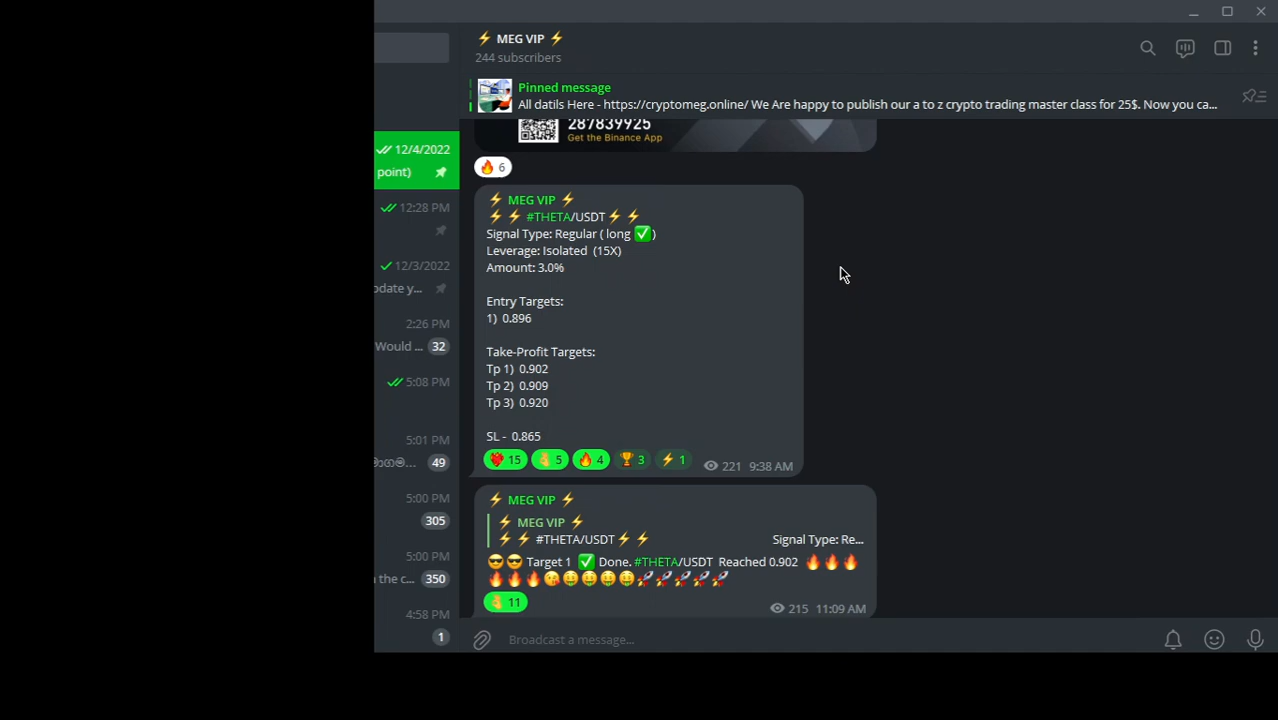 ⚡ MEG VIP ⚡
244 subscribers
Pinned message
All datils Here - https://cryptomeg.online/ We Are happy to publish our a to z crypto trading master class for 25$. Now you ca...
287839925
Get the Binance App
🔥 6
12/4/2022
point)
12:28 PM
12/3/2022
pdate y...
2:26 PM
Would ... 32
5:08 PM
5:01 PM
49
5:00 PM
305
5:00 PM
n the c... 350
4:58 PM
1
⚡ MEG VIP ⚡
⚡ ⚡ #THETA/USDT⚡ ⚡
Signal Type: Regular ( long ✅)
Leverage: Isolated (15X)
Amount: 3.0%
Entry Targets:
1) 0.896
Take-Profit Targets:
Tp 1) 0.902
Tp 2) 0.909
Tp 3) 0.920
SL - 0.865
15 5 🔥 4 🏆 3 ⚡ 1 221 9:38 AM
⚡ MEG VIP ⚡
⚡ MEG VIP ⚡
⚡ ⚡ #THETA/USDT⚡ ⚡ Signal Type: Re...
😎😎 Target 1 ✅ Done. #THETA/USDT Reached 0.902 🔥🔥🔥
🔥🔥🔥😘🤑🤑🤑🤑🚀🚀🚀🚀🚀
11 215 11:09 AM
Broadcast a message...